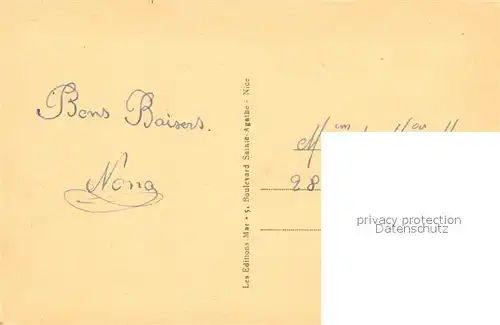 Bons Baisers.
Nona
Les Editions Mar - 5, Boulevard Sainte-Agathe - Nice
28
privacy protection
Datenschutz